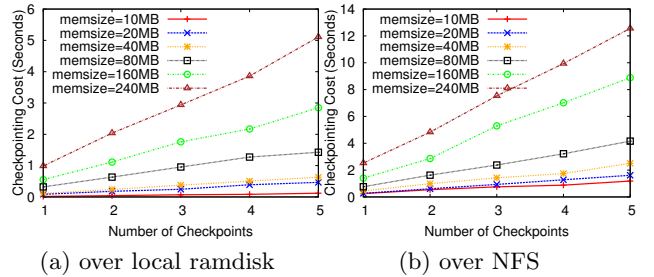 Checkpointing Cost (Seconds)
6
5
4
3
2
1
0
memsize=10MB
memsize=20MB
memsize=40MB
memsize=80MB
memsize=160MB
memsize=240MB
1 2 3 4 5
Number of Checkpoints
(a) over local ramdisk
Checkpointing Cost (Seconds)
14
12
10
8
6
4
2
0
memsize=10MB
memsize=20MB
memsize=40MB
memsize=80MB
memsize=160MB
memsize=240MB
1 2 3 4 5
Number of Checkpoints
(b) over NFS